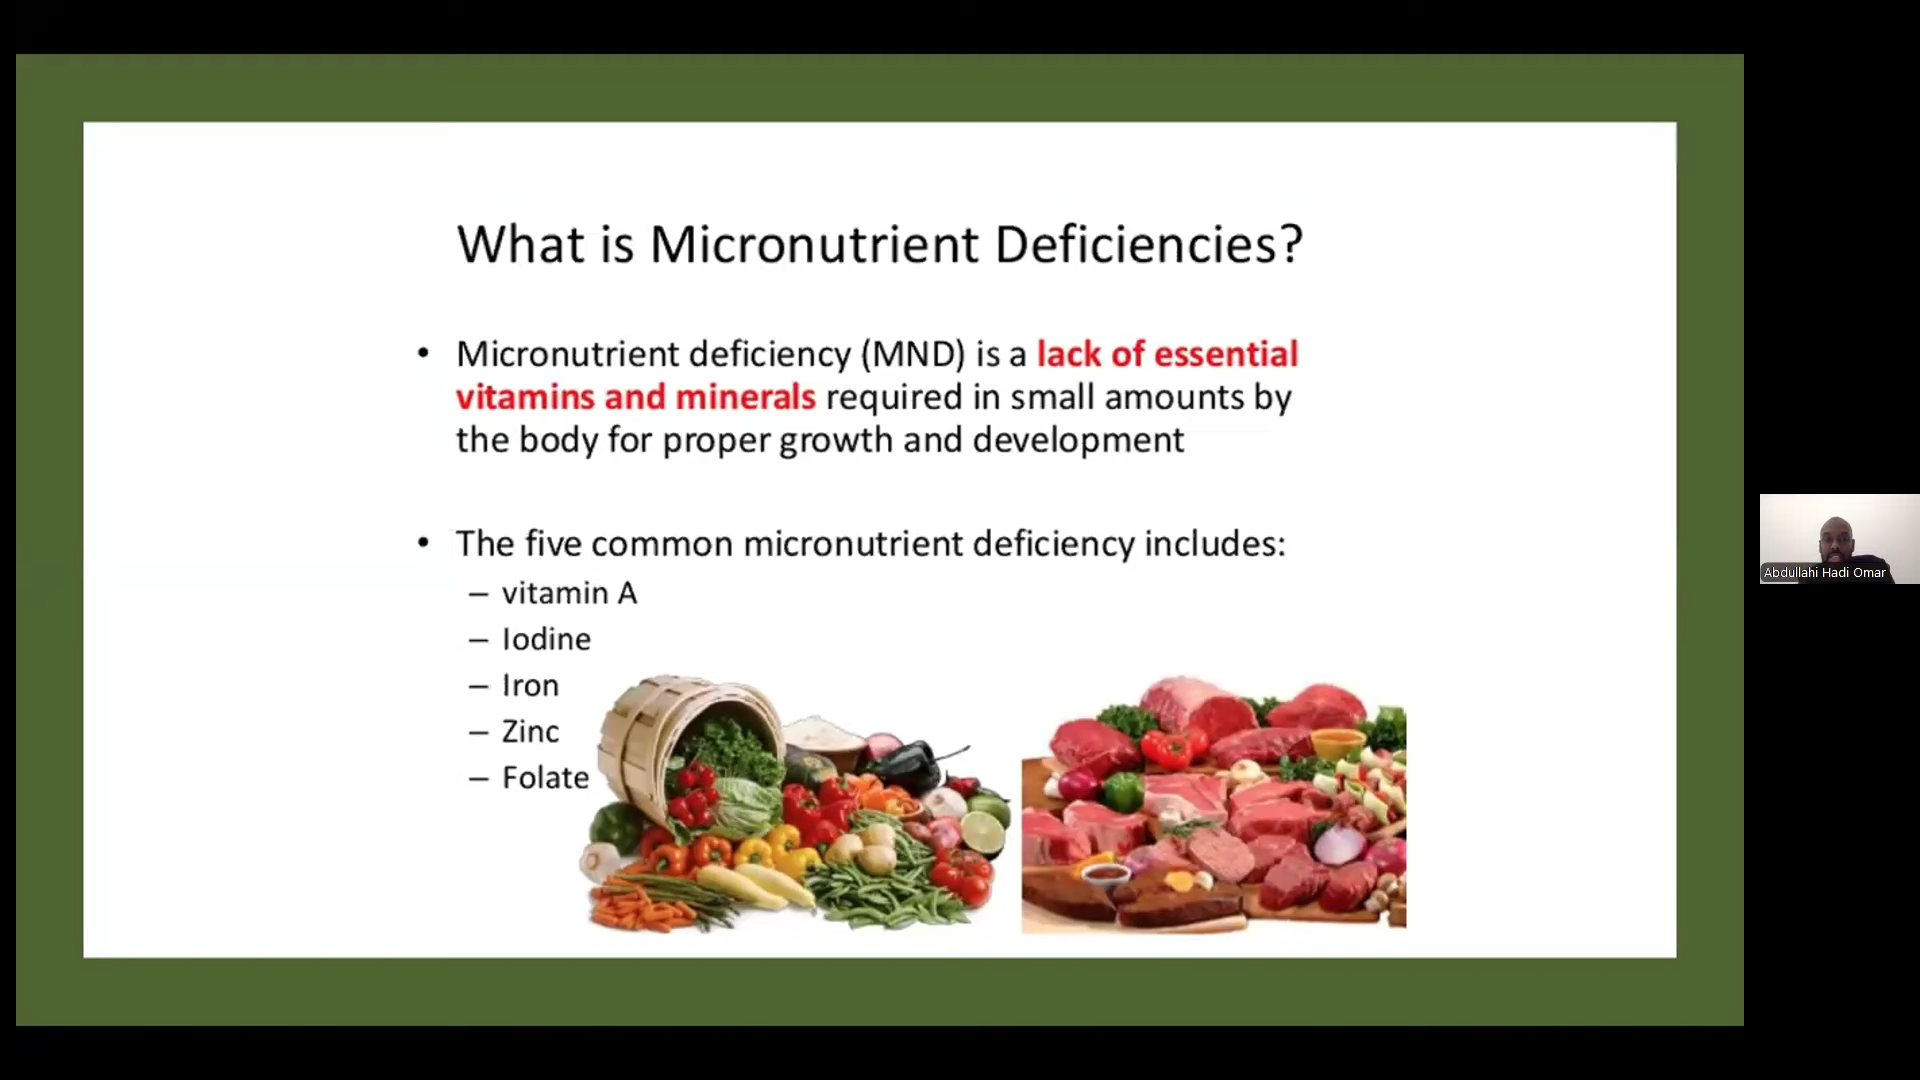 What is Micronutrient Deficiencies?
• Micronutrient deficiency (MND) is a lack of essential
vitamins and minerals required in small amounts by
the body for proper growth and development
• The five common micronutrient deficiency includes:
– vitamin A
– Iodine
– Iron
– Zinc
– Folate
Abdullahi Hadi Omar